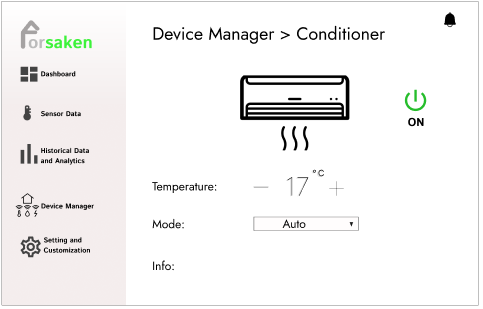 Forsaken
Device Manager > Conditioner
Dashboard
ON
Sensor Data
Historical Data
and Analytics
Temperature: — 17 °C +
Device Manager
Mode: Auto ▼
Setting and
Customization
Info: